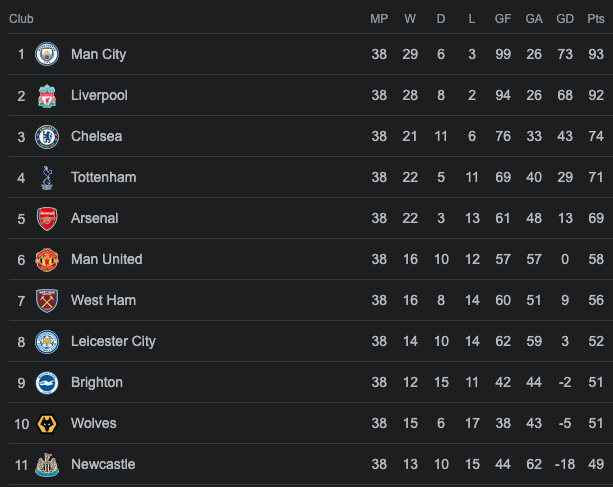 Club MP W D L GF GA GD Pts
1 Man City 38 29 6 3 99 26 73 93
2 Liverpool 38 28 8 2 94 26 68 92
3 Chelsea 38 21 11 6 76 33 43 74
4 Tottenham 38 22 5 11 69 40 29 71
5 Arsenal 38 22 3 13 61 48 13 69
6 Man United 38 16 10 12 57 57 0 58
7 West Ham 38 16 8 14 60 51 9 56
8 Leicester City 38 14 10 14 62 59 3 52
9 Brighton 38 12 15 11 42 44 -2 51
10 Wolves 38 15 6 17 38 43 -5 51
11 Newcastle 38 13 10 15 44 62 -18 49